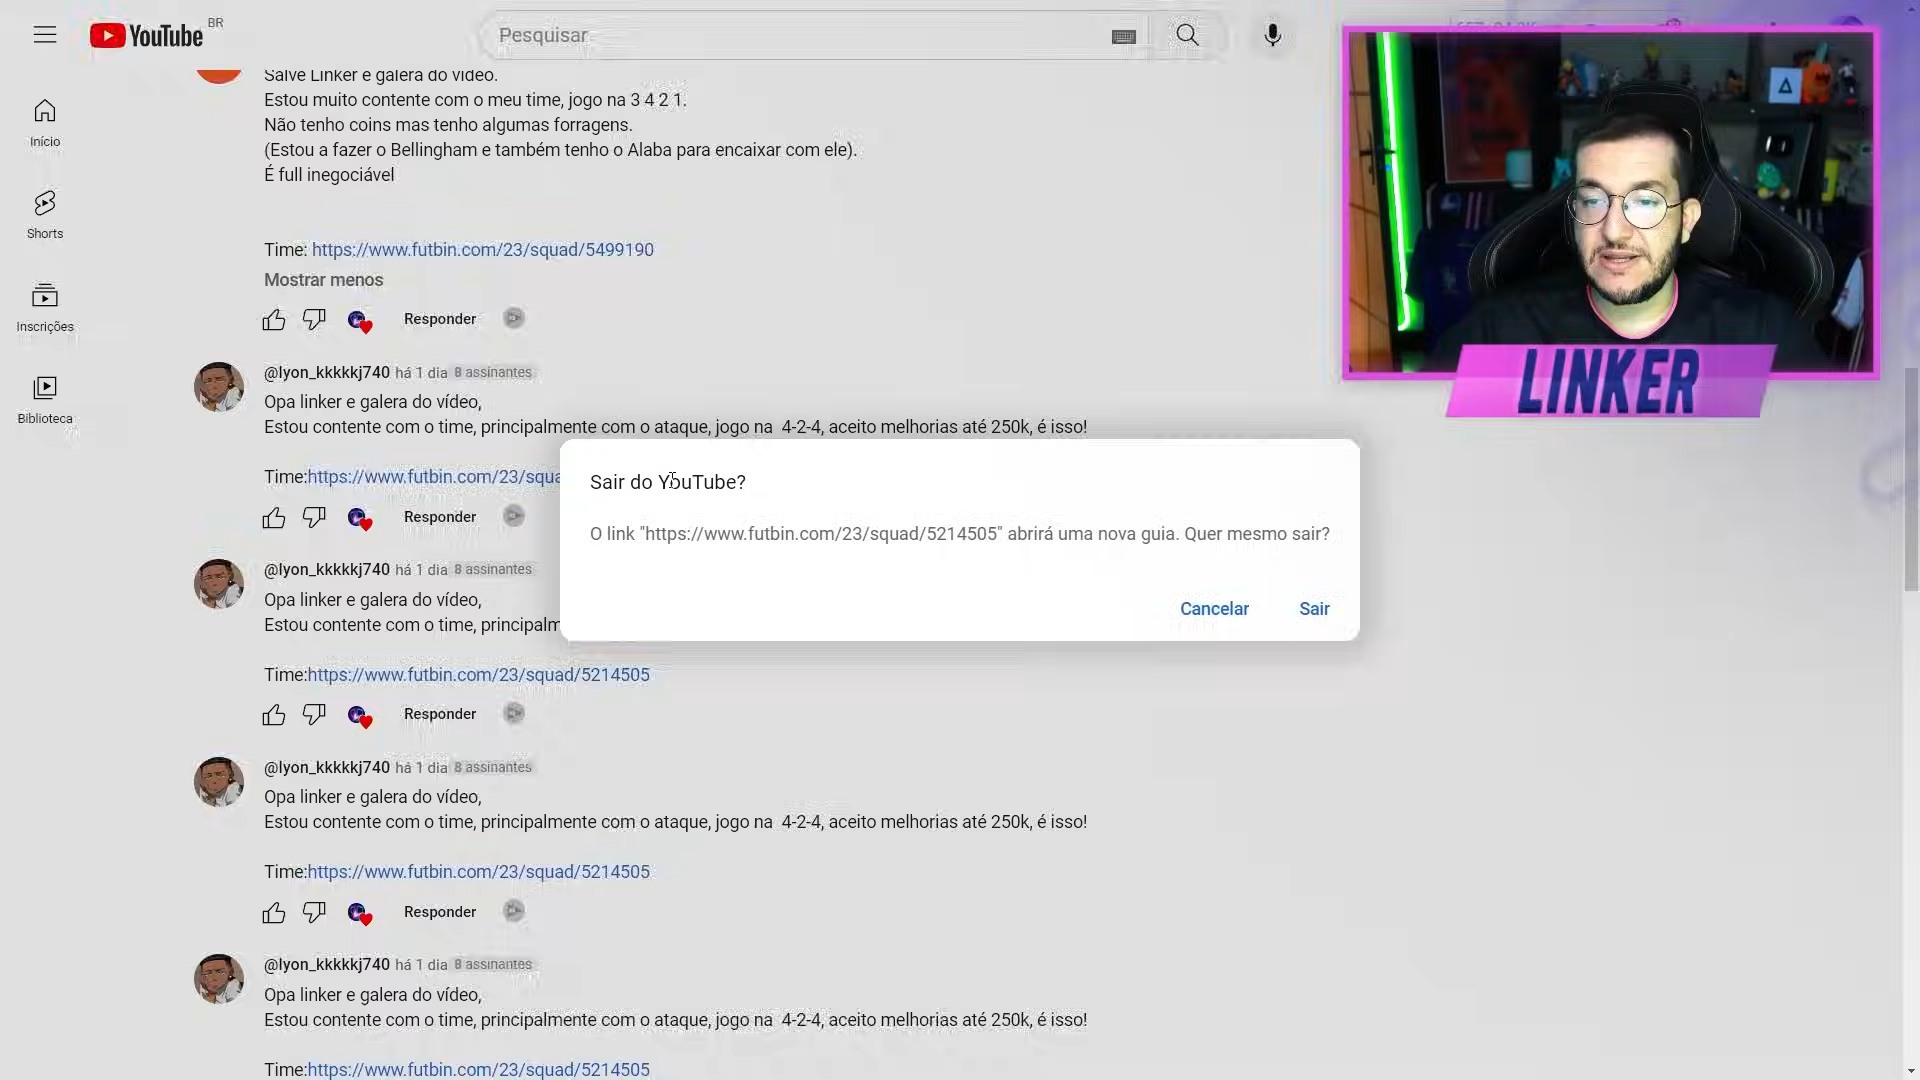 YouTube BR
Pesquisar
Início
Shorts
Inscrições
Biblioteca
Salve Linker e galera do vídeo.
Estou muito contente com o meu time, jogo na 3 4 2 1.
Não tenho coins mas tenho algumas forragens.
(Estou a fazer o Bellingham e também tenho o Alaba para encaixar com ele).
É full inegociável
Time: https://www.futbin.com/23/squad/5499190
Mostrar menos
Responder
@lyon_kkkkkj740 há 1 dia 8 assinantes
Opa linker e galera do vídeo,
Estou contente com o time, principalmente com o ataque, jogo na 4-2-4, aceito melhorias até 250k, é isso!
Time:https://www.futbin.com/23/squa
Responder
@lyon_kkkkkj740 há 1 dia 8 assinantes
Opa linker e galera do vídeo,
Estou contente com o time, principalm
Time:https://www.futbin.com/23/squad/5214505
Responder
@lyon_kkkkkj740 há 1 dia 8 assinantes
Opa linker e galera do vídeo,
Estou contente com o time, principalmente com o ataque, jogo na 4-2-4, aceito melhorias até 250k, é isso!
Time:https://www.futbin.com/23/squad/5214505
Responder
@lyon_kkkkkj740 há 1 dia 8 assinantes
Opa linker e galera do vídeo,
Estou contente com o time, principalmente com o ataque, jogo na 4-2-4, aceito melhorias até 250k, é isso!
Time:https://www.futbin.com/23/squad/5214505
Sair do YouTube?
O link "https://www.futbin.com/23/squad/5214505" abrirá uma nova guia. Quer mesmo sair?
Cancelar
Sair
LINKER